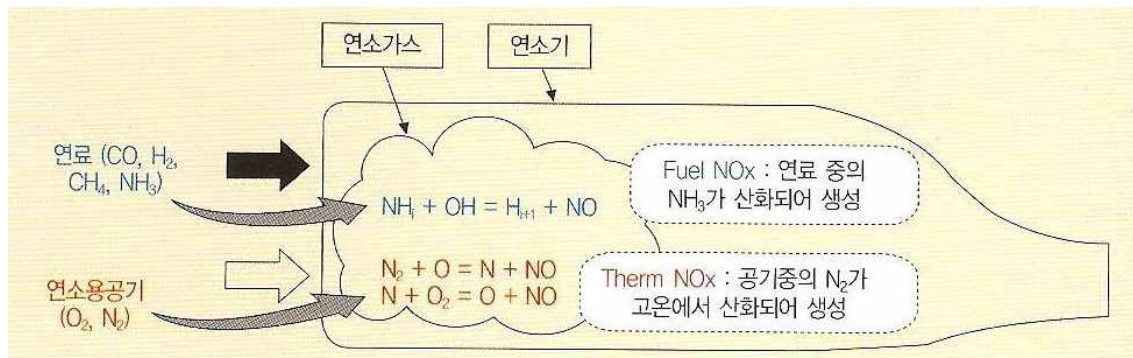 연소가스
연소기
연료 (CO, H₂,
CH₄, NH₃)
Fuel NOx : 연료 중의
NH₃가 산화되어 생성
NHᵢ + OH = Hᵢ₊₁ + NO
N₂ + O = N + NO
N + O₂ = O + NO
Therm NOx : 공기중의 N₂가
고온에서 산화되어 생성
연소용공기
(O₂, N₂)